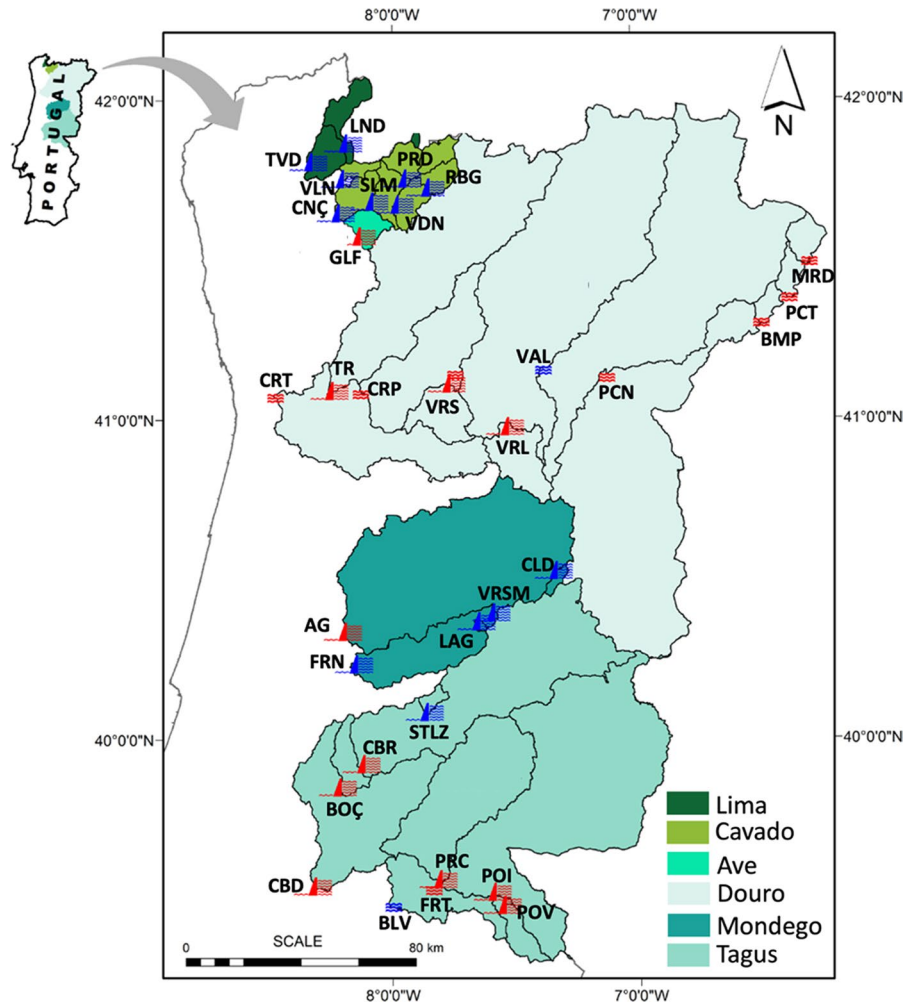 8°0'0"W
7°0'0"W
PORTUGAL
42°0'0"N
42°0'0"N
N
LND
TVD
PRD
RBG
VLN
SLM
CNÇ
VDN
GLF
MRD
PCT
BMP
VAL
TR
CRT
CRP
PCN
VRS
41°0'0"N
41°0'0"N
VRL
CLD
VRSM
AG
LAG
FRN
STLZ
40°0'0"N
40°0'0"N
CBR
BOÇ
Lima
Cavado
Ave
Douro
Mondego
Tagus
PRC
POI
CBD
FRT
POV
BLV
SCALE
0
80 km
8°0'0"W
7°0'0"W